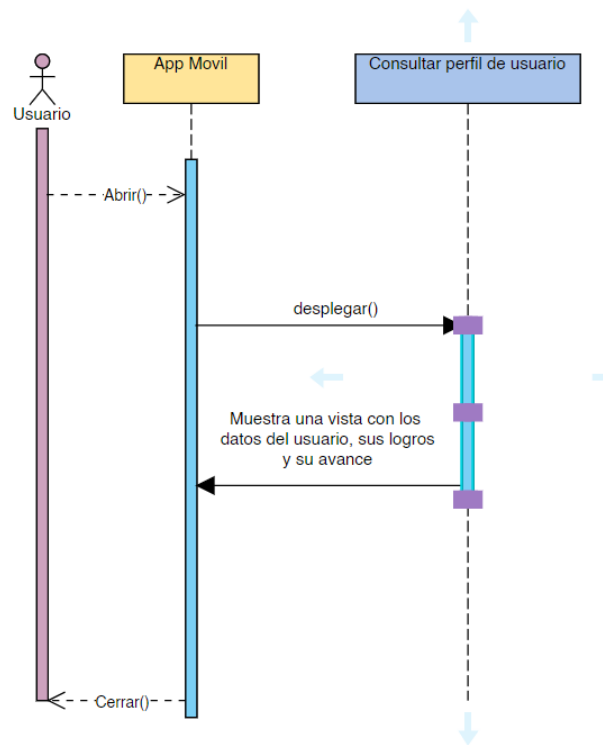 App Movil
Consultar perfil de usuario
Usuario
Abrir()
desplegar()
Muestra una vista con los
datos del usuario, sus logros
y su avance
Cerrar()